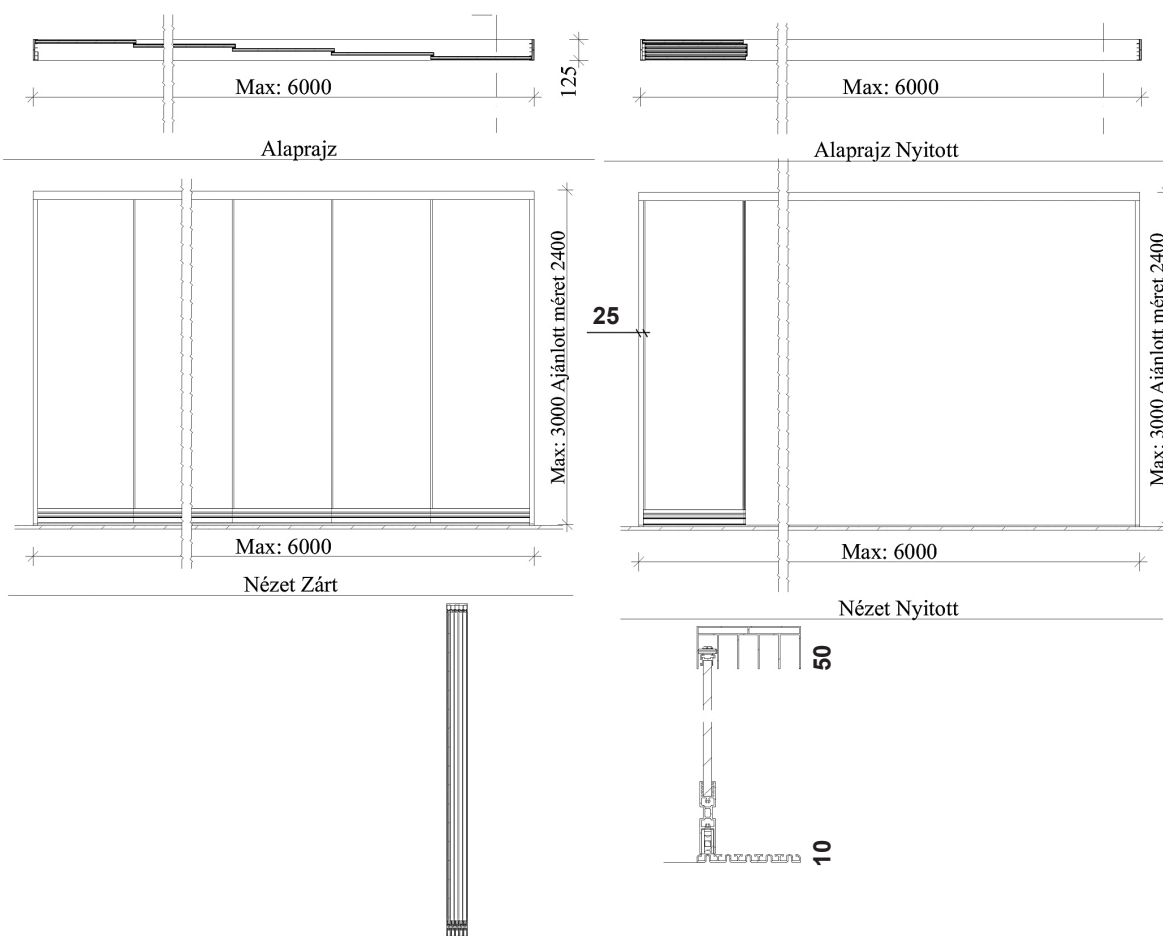 Max: 6000
125
Max: 6000
Alaprajz
Alaprajz Nyitott
Max: 3000 Ajánlott méret 2400
25
Max: 3000 Ajánlott méret 2400
Max: 6000
Max: 6000
Nézet Zárt
Nézet Nyitott
50
10